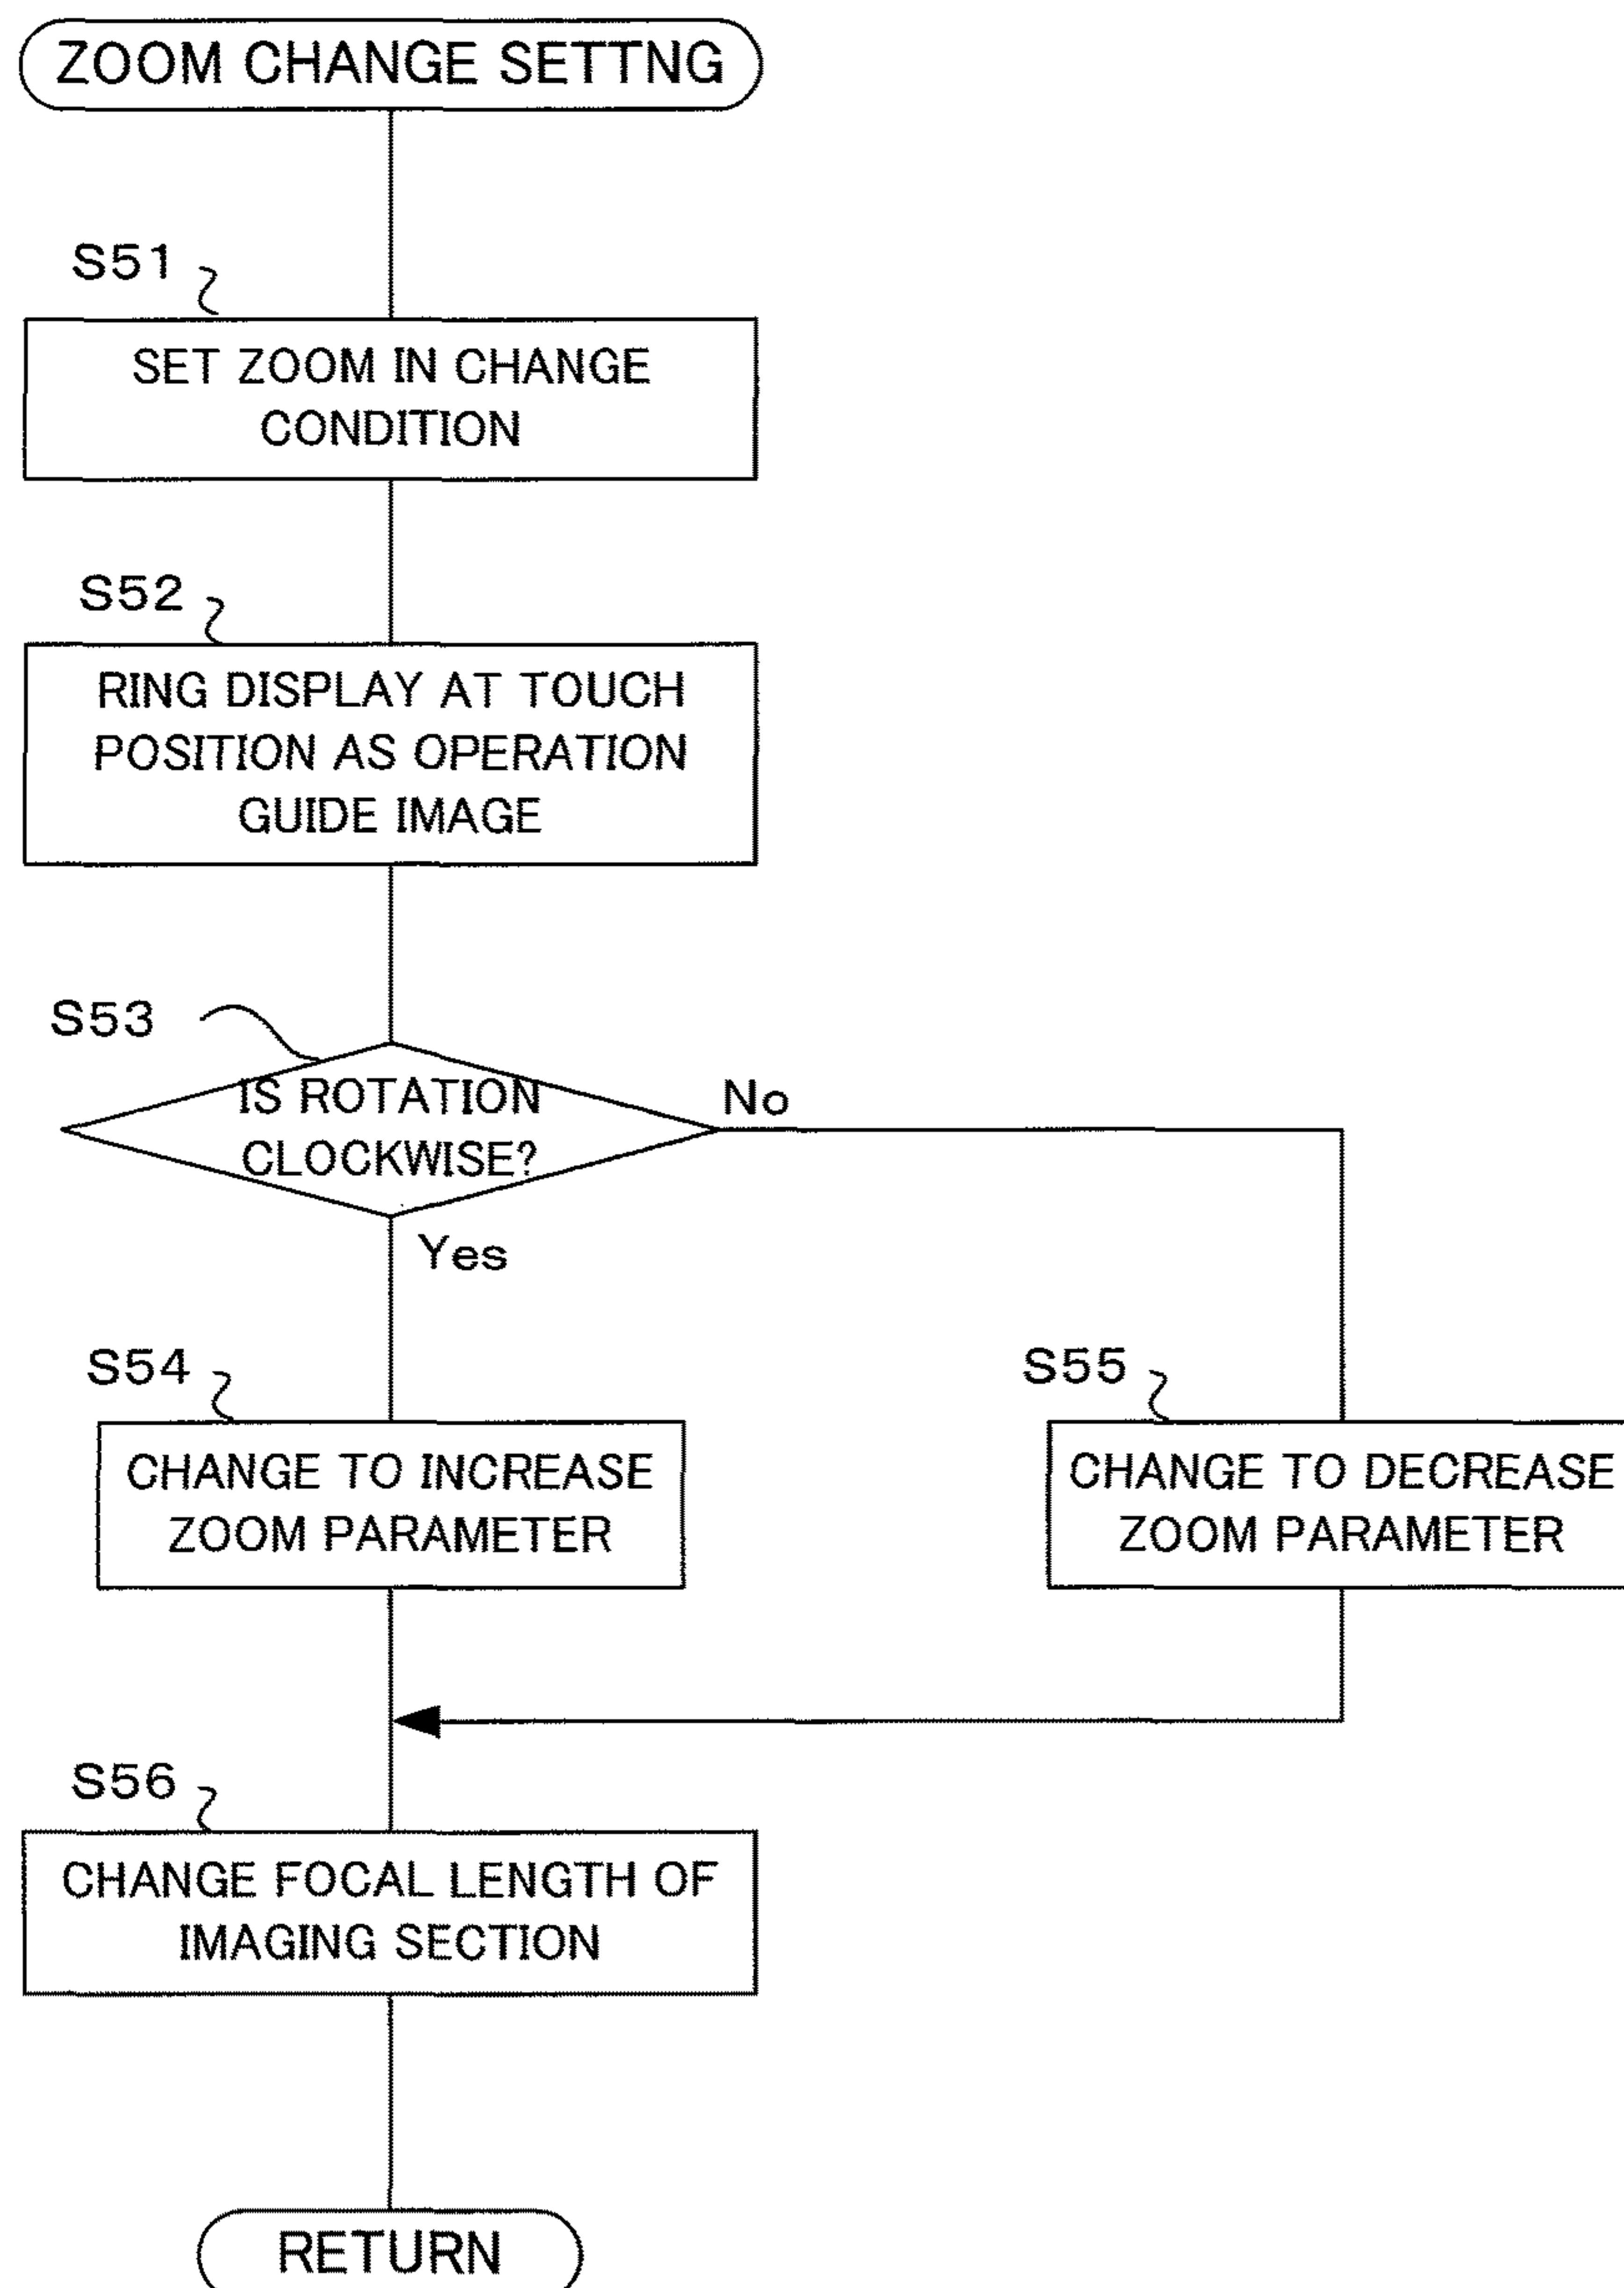 ZOOM CHANGE SETTNG
S51
SET ZOOM IN CHANGE
CONDITION
S52
RING DISPLAY AT TOUCH
POSITION AS OPERATION
GUIDE IMAGE
S53
IS ROTATION
CLOCKWISE?
No
Yes
S54
CHANGE TO INCREASE
ZOOM PARAMETER
S55
CHANGE TO DECREASE
ZOOM PARAMETER
S56
CHANGE FOCAL LENGTH OF
IMAGING SECTION
RETURN